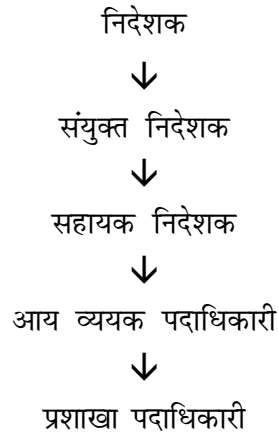 निदेशक
संयुक्त निदेशक
सहायक निदेशक
आय व्ययक पदाधिकारी
प्रशाखा पदाधिकारी